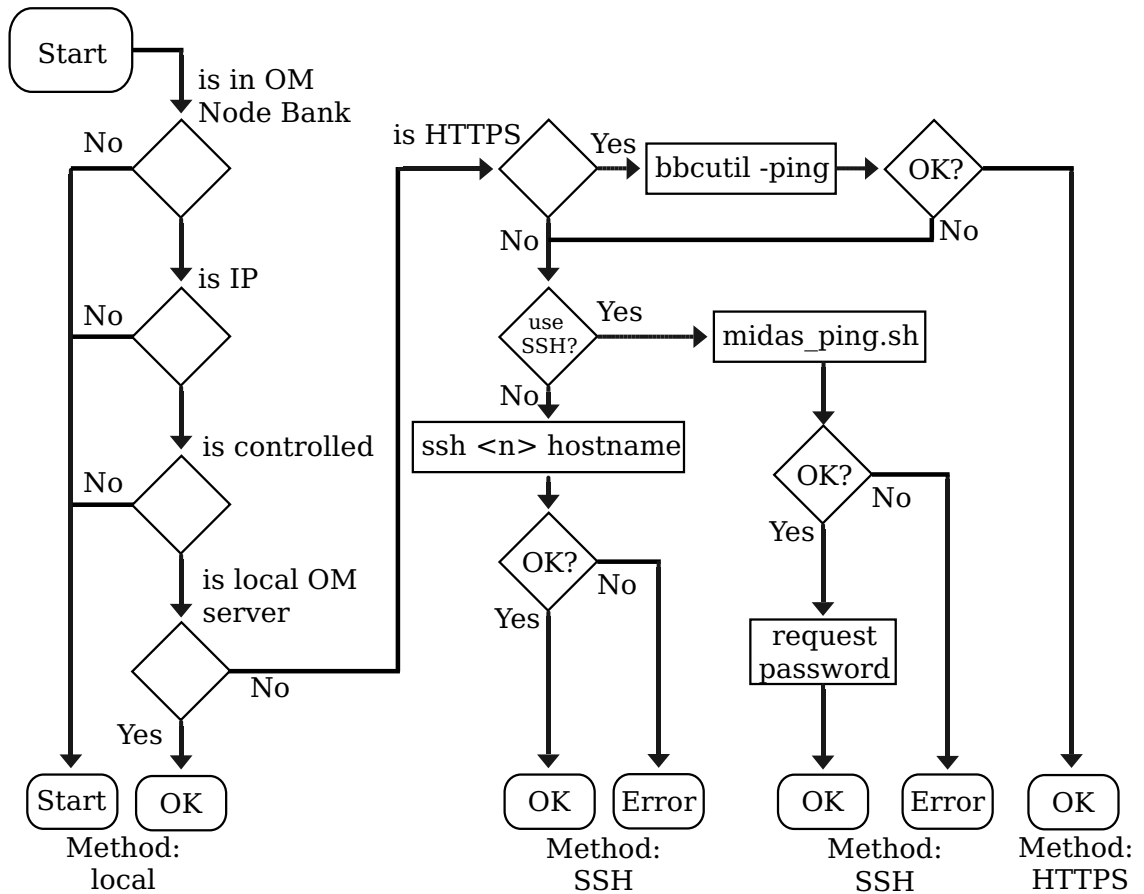 Start
is in OM
Node Bank
No
is HTTPS
Yes
bbcutil -ping
OK?
No
No
is IP
No
use
SSH?
Yes
midas_ping.sh
No
ssh <n> hostname
is controlled
No
OK?
No
Yes
OK?
No
Yes
is local OM
server
request
password
No
Yes
Start
OK
OK
Error
OK
Error
OK
Method:
local
Method:
SSH
Method:
SSH
Method:
HTTPS